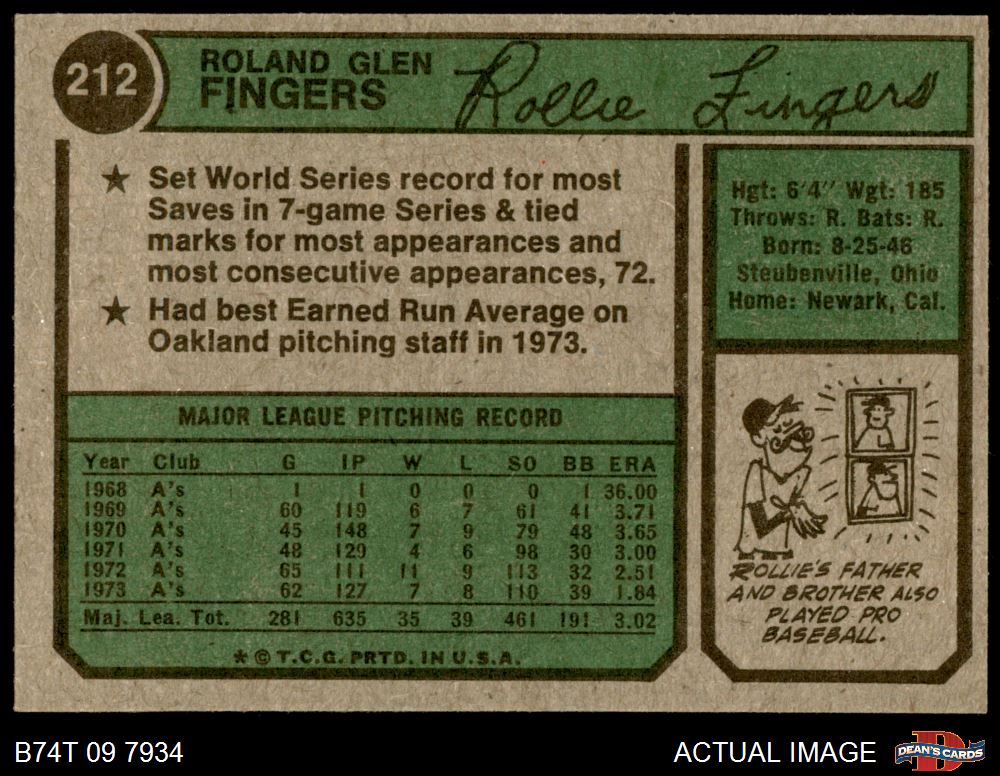 212
ROLAND GLEN
FINGERS
Rollie Fingers
★ Set World Series record for most
Saves in 7-game Series & tied
marks for most appearances and
most consecutive appearances, 72.
★ Had best Earned Run Average on
Oakland pitching staff in 1973.
Hgt: 6'4" Wgt: 185
Throws: R. Bats: R.
Born: 8-25-46
Steubenville, Ohio
Home: Newark, Cal.
MAJOR LEAGUE PITCHING RECORD
Year Club G IP W L SO BB ERA
1968 A's 1 1 0 0 0 1 36.00
1969 A's 60 119 6 7 61 41 3.71
1970 A's 45 148 7 9 79 48 3.65
1971 A's 48 129 4 6 98 30 3.00
1972 A's 65 111 11 9 113 32 2.51
1973 A's 62 127 7 8 110 39 1.84
Maj. Lea. Tot. 281 635 35 39 461 191 3.02
★ © T.C.G. PRTD. IN U.S.A.
ROLLIE'S FATHER
AND BROTHER ALSO
PLAYED PRO
BASEBALL.
B74T 09 7934
ACTUAL IMAGE
DEAN'S CARDS